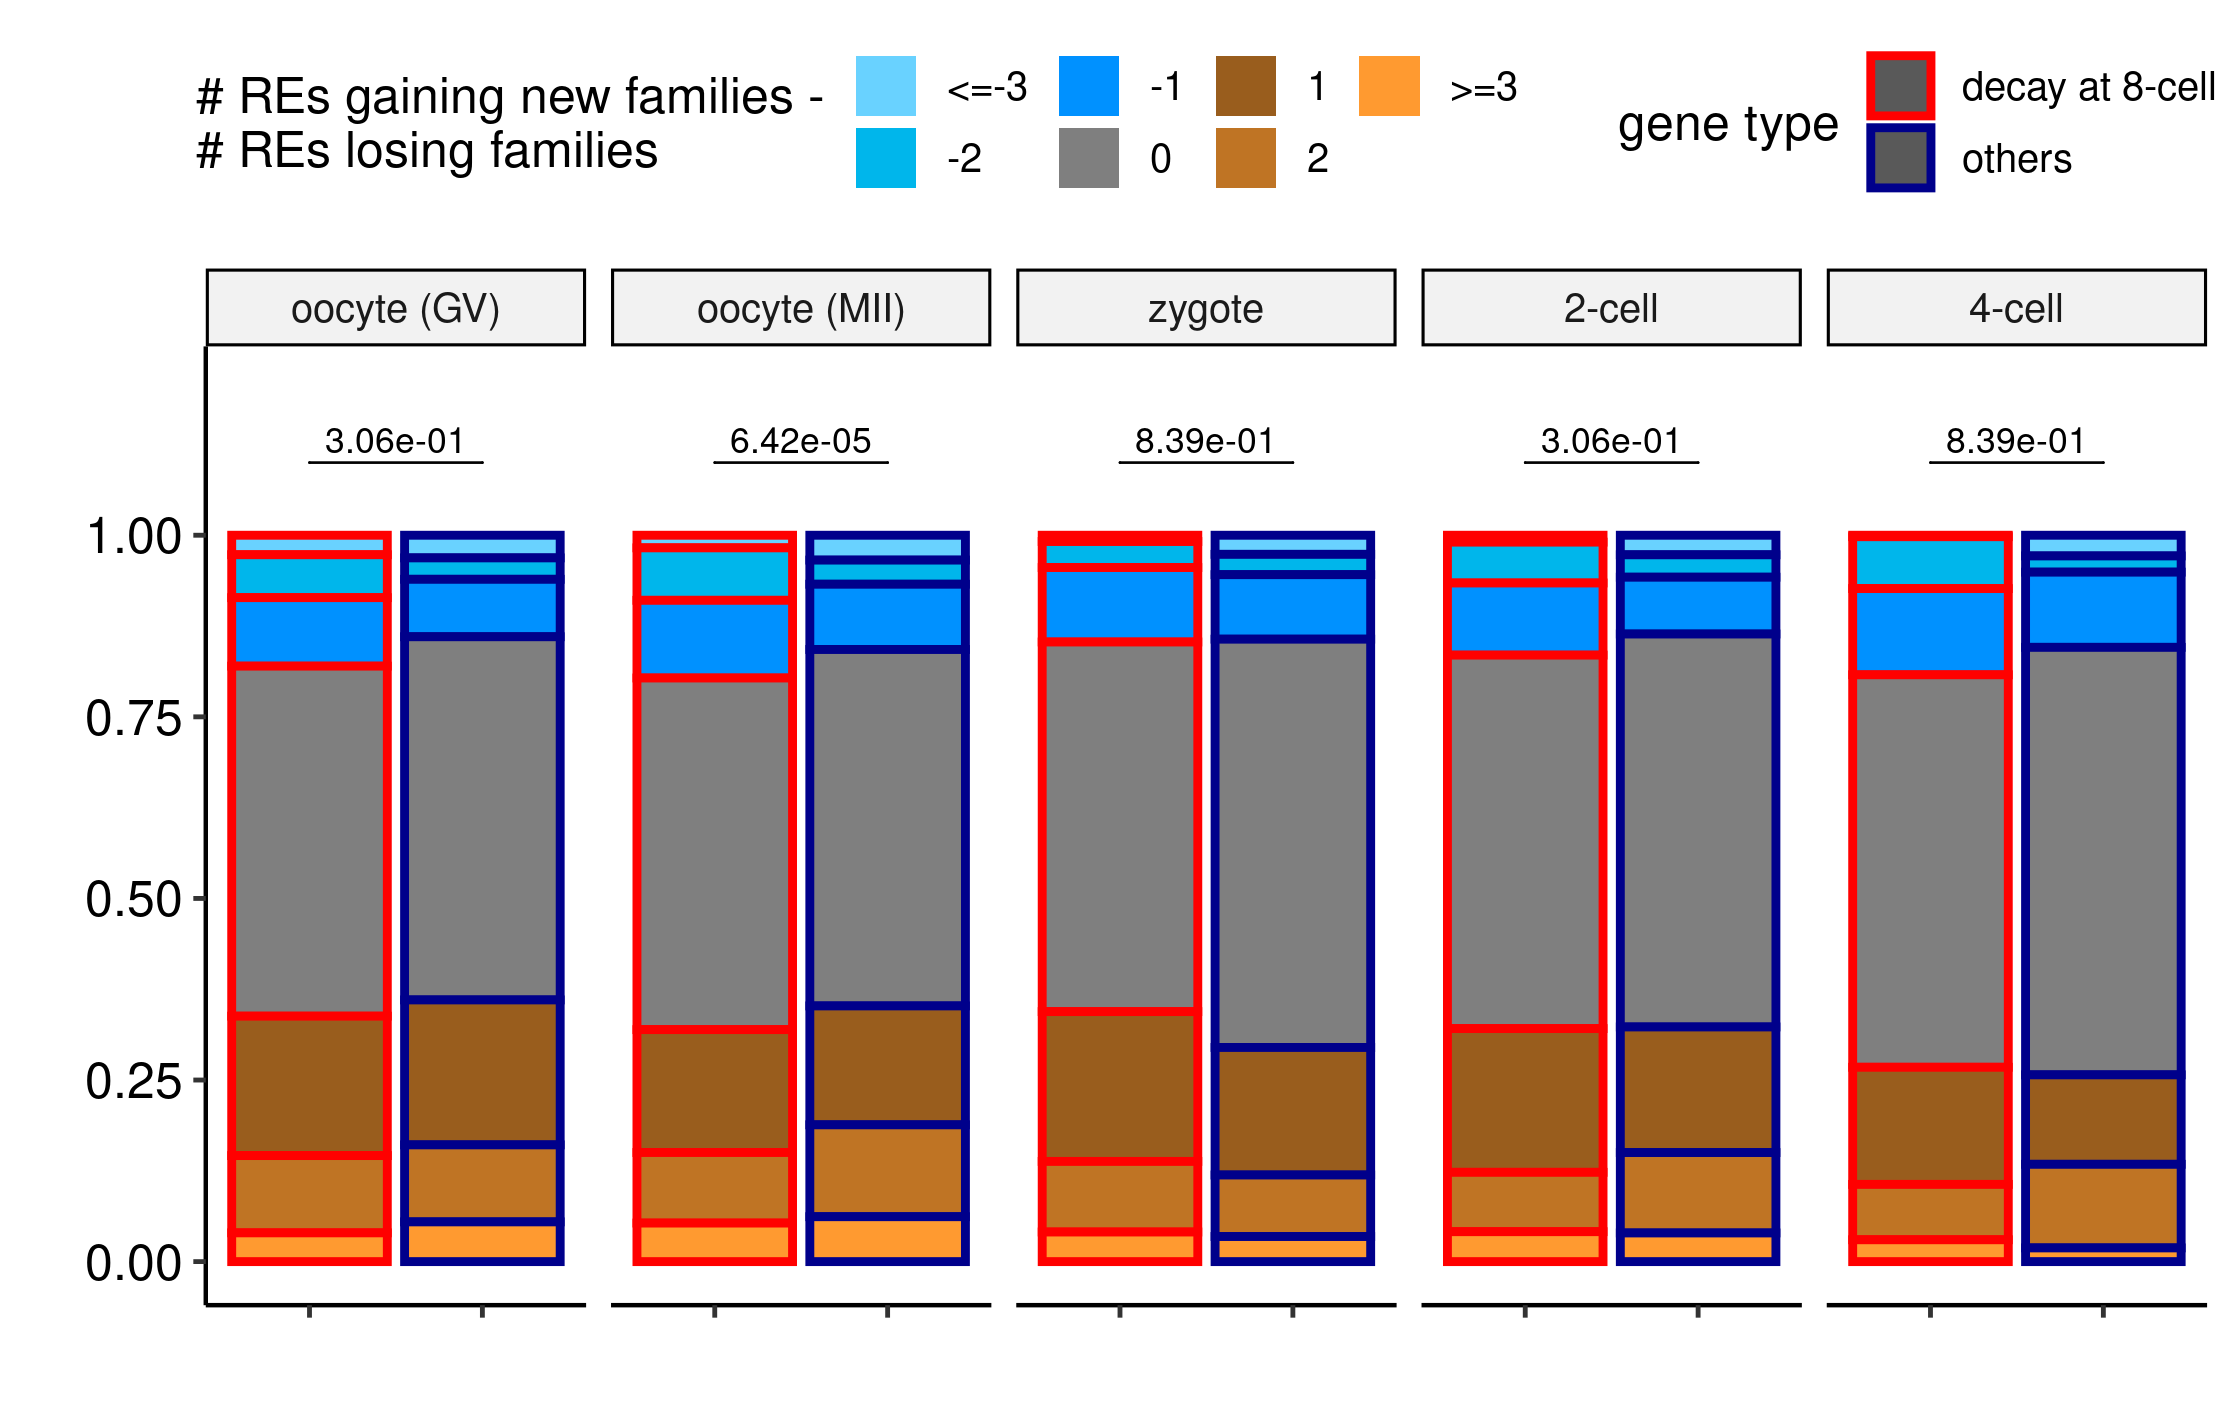 # REs gaining new families -
# REs losing families
<=-3
-1
1
>=3
-2
0
2
gene type
decay at 8-cell
others
oocyte (GV)
oocyte (MII)
zygote
2-cell
4-cell
3.06e-01
6.42e-05
8.39e-01
3.06e-01
8.39e-01
1.00
0.75
0.50
0.25
0.00